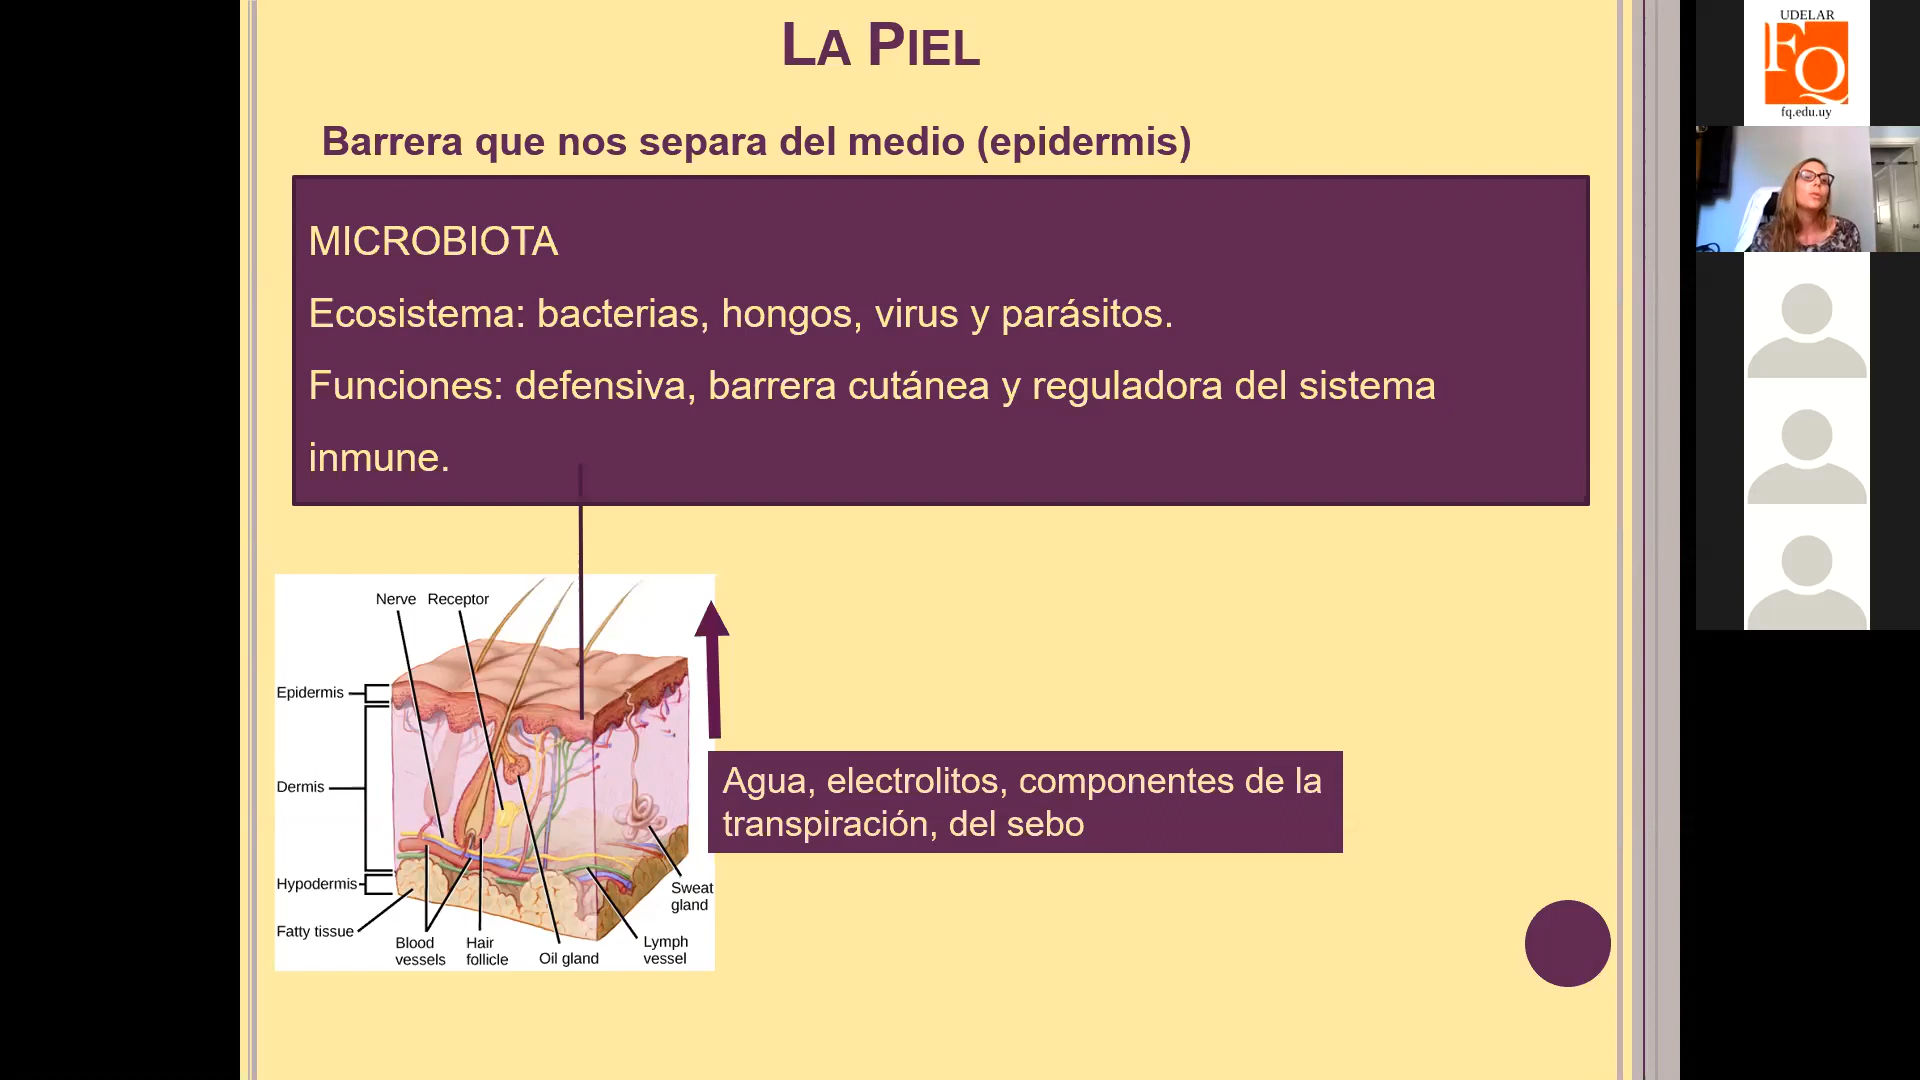 LA PIEL
Barrera que nos separa del medio (epidermis)
MICROBIOTA
Ecosistema: bacterias, hongos, virus y parásitos.
Funciones: defensiva, barrera cutánea y reguladora del sistema
inmune.
Nerve Receptor
Epidermis
Dermis
Hypodermis
Fatty tissue
Blood
vessels
Hair
follicle
Oil gland
Lymph
vessel
Sweat
gland
Agua, electrolitos, componentes de la
transpiración, del sebo
UDELAR
FQ
fq.edu.uy